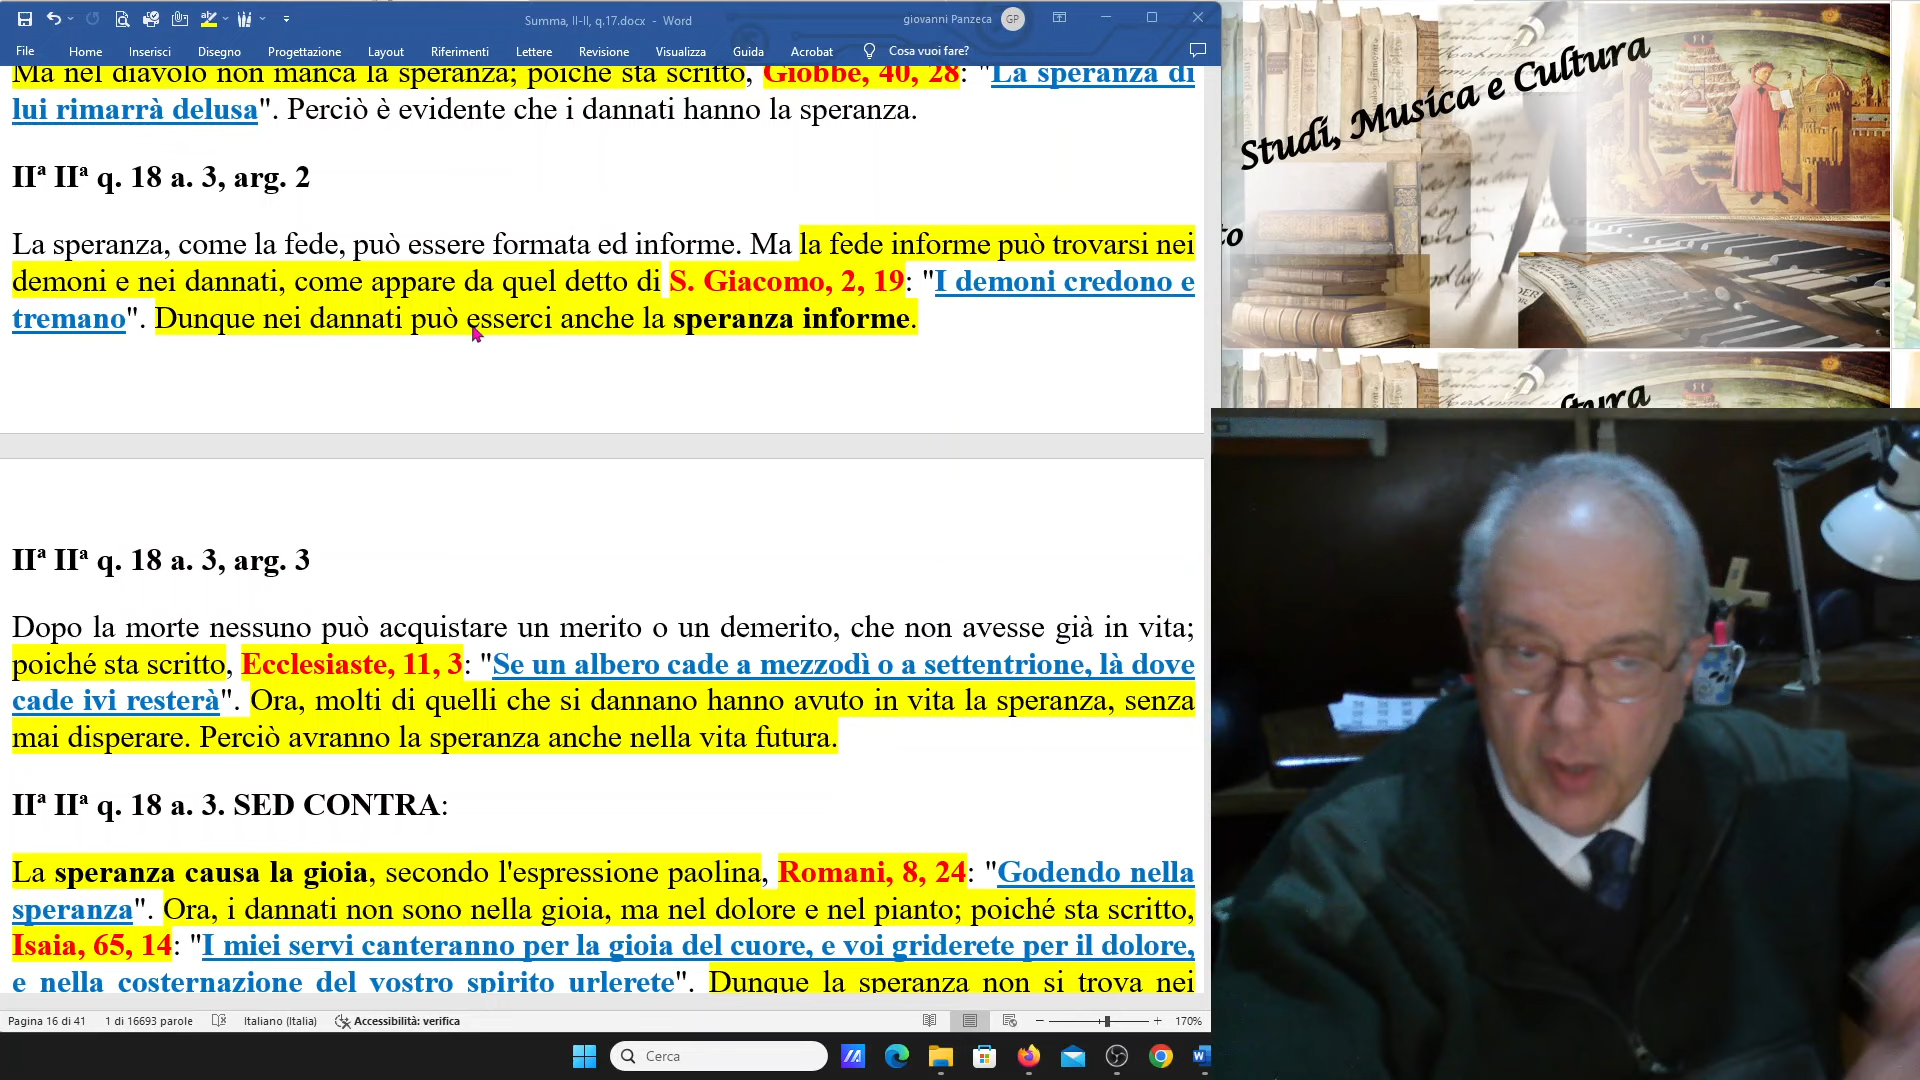 Summa, II-II, q.17.docx - Word
giovanni Panzeca
GP
File
Home
Inserisci
Disegno
Progettazione
Layout
Riferimenti
Lettere
Revisione
Visualizza
Guida
Acrobat
Cosa vuoi fare?
Ma nel diavolo non manca la speranza; poiché sta scritto, Giobbe, 40, 28: "La speranza di
lui rimarrà delusa". Perciò è evidente che i dannati hanno la speranza.
IIª IIª q. 18 a. 3, arg. 2
La speranza, come la fede, può essere formata ed informe. Ma la fede informe può trovarsi nei
demoni e nei dannati, come appare da quel detto di S. Giacomo, 2, 19: "I demoni credono e
tremano". Dunque nei dannati può esserci anche la speranza informe.
IIª IIª q. 18 a. 3, arg. 3
Dopo la morte nessuno può acquistare un merito o un demerito, che non avesse già in vita;
poiché sta scritto, Ecclesiaste, 11, 3: "Se un albero cade a mezzodì o a settentrione, là dove
cade ivi resterà". Ora, molti di quelli che si dannano hanno avuto in vita la speranza, senza
mai disperare. Perciò avranno la speranza anche nella vita futura.
IIª IIª q. 18 a. 3. SED CONTRA:
La speranza causa la gioia, secondo l'espressione paolina, Romani, 8, 24: "Godendo nella
speranza". Ora, i dannati non sono nella gioia, ma nel dolore e nel pianto; poiché sta scritto,
Isaia, 65, 14: "I miei servi canteranno per la gioia del cuore, e voi griderete per il dolore,
e nella costernazione del vostro spirito urlerete". Dunque la speranza non si trova nei
Pagina 16 di 41
1 di 16693 parole
Italiano (Italia)
Accessibilità: verifica
170%
Cerca
Studi, Musica e Cultura
to
ltura